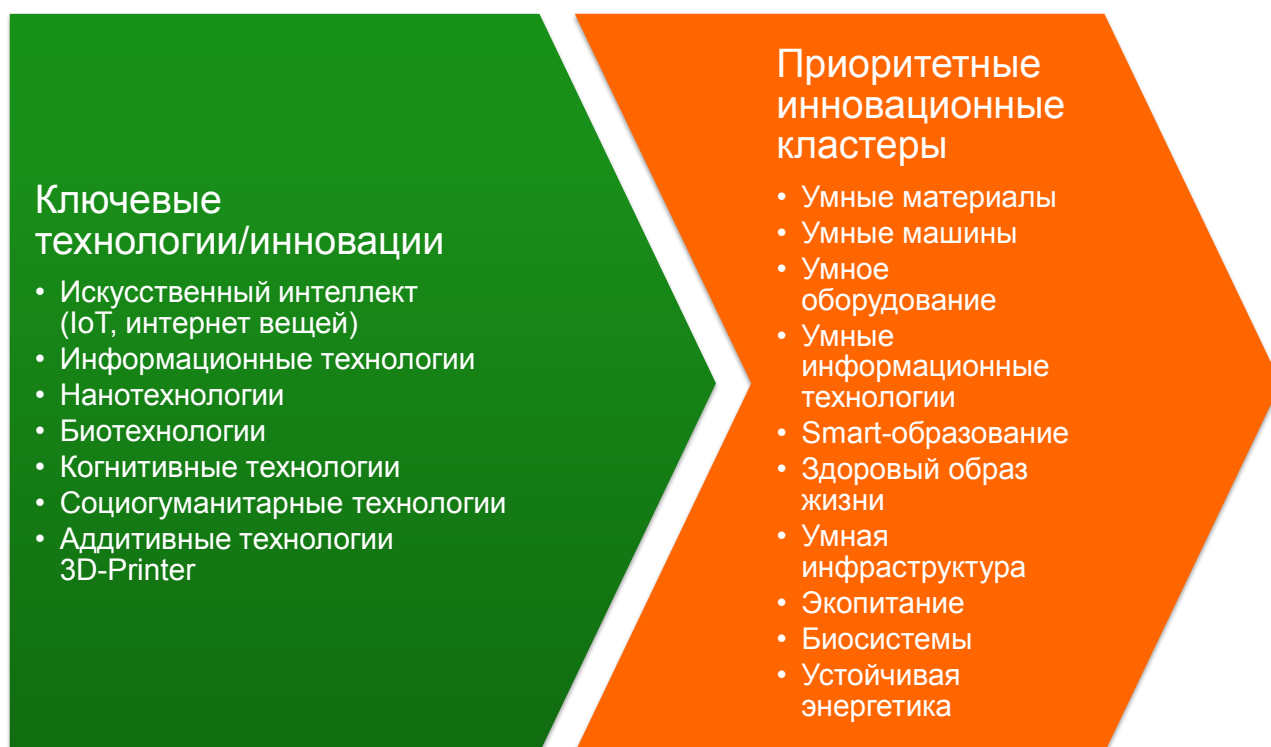 Ключевые
технологии/инновации
• Искусственный интеллект
(IoT, интернет вещей)
• Информационные технологии
• Нанотехнологии
• Биотехнологии
• Когнитивные технологии
• Социогуманитарные технологии
• Аддитивные технологии
3D-Printer
Приоритетные
инновационные
кластеры
• Умные материалы
• Умные машины
• Умное
оборудование
• Умные
информационные
технологии
• Smart-образование
• Здоровый образ
жизни
• Умная
инфраструктура
• Экопитание
• Биосистемы
• Устойчивая
энергетика